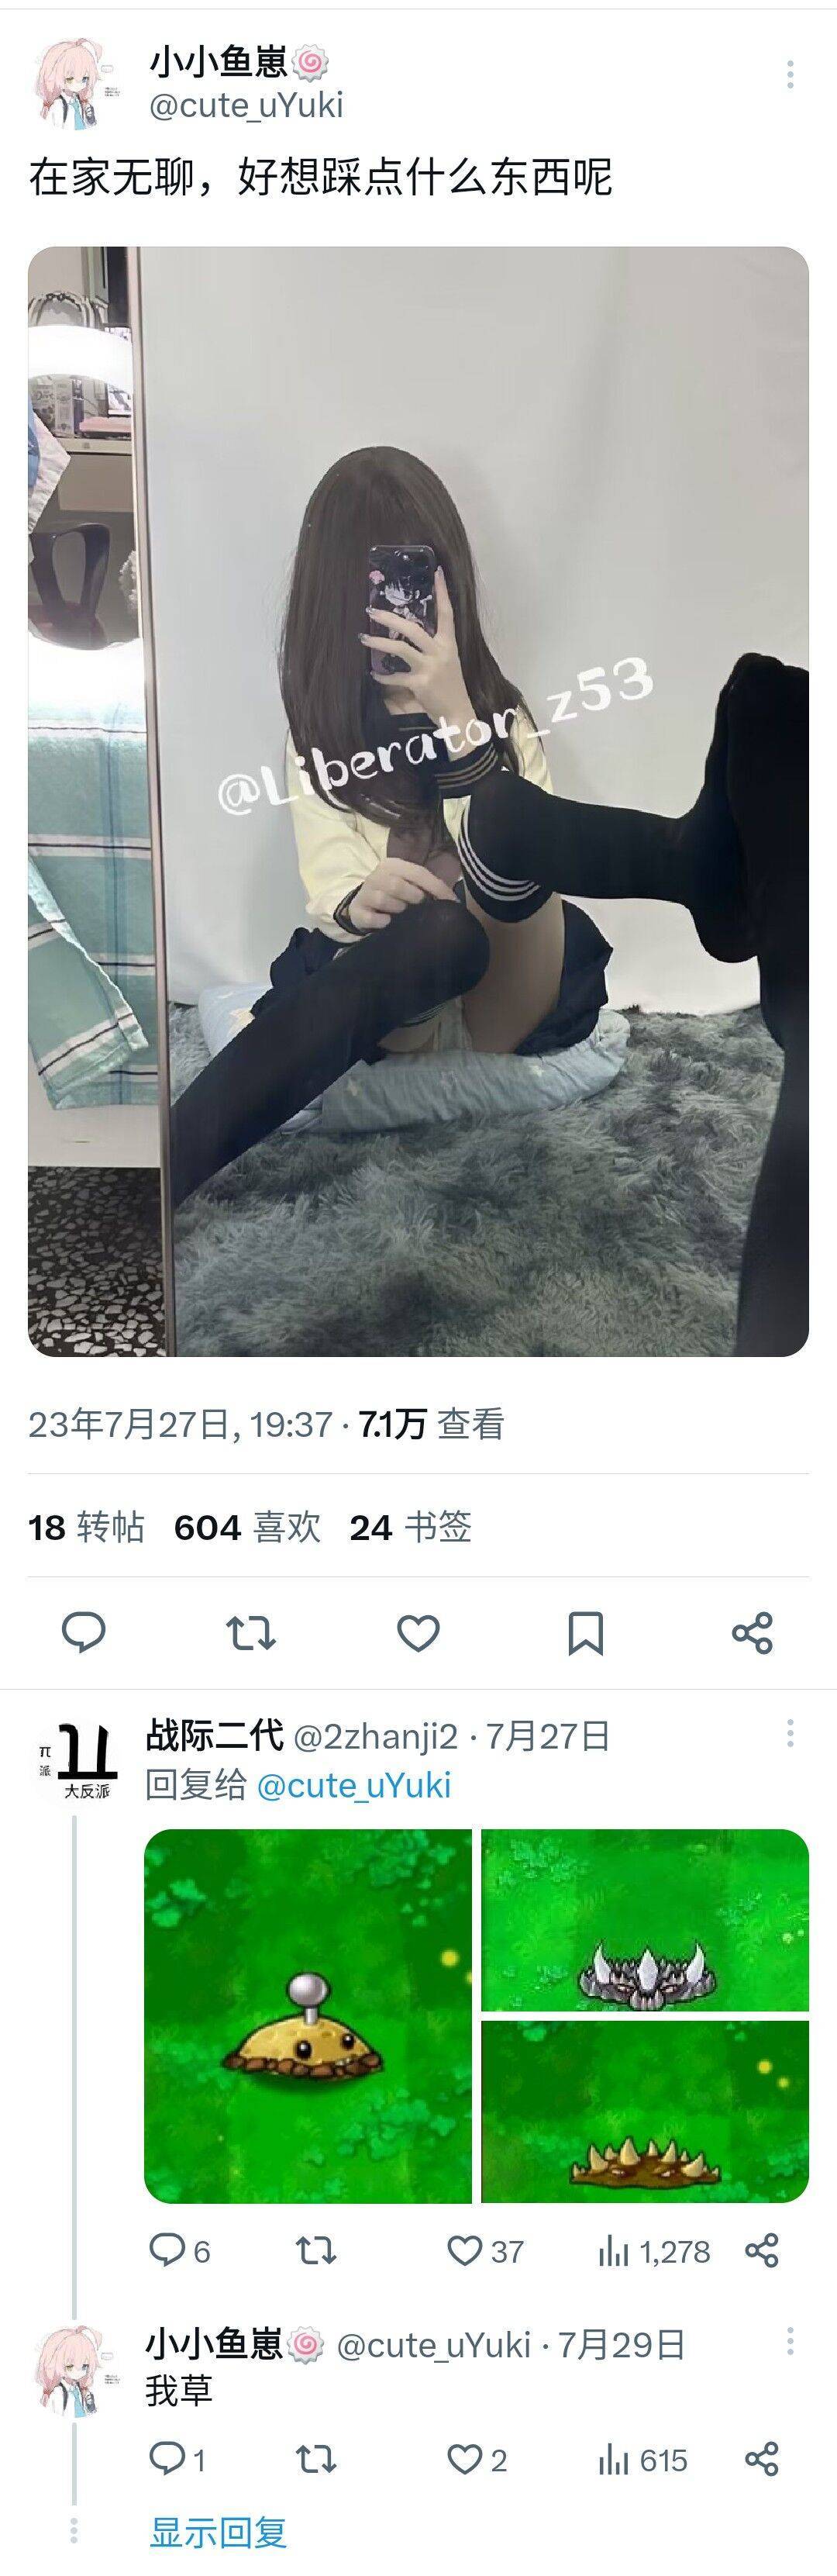 小小鱼崽🍥
@cute_uYuki
在家无聊，好想踩点什么东西呢
@Liberator_z53
23年7月27日, 19:37 · 7.1万 查看
18 转帖 604 喜欢 24 书签
战际二代 @2zhanji2 · 7月27日
π
派
大反派
回复给 @cute_uYuki
6 37 1,278
小小鱼崽🍥 @cute_uYuki · 7月29日
我草
1 2 615
显示回复